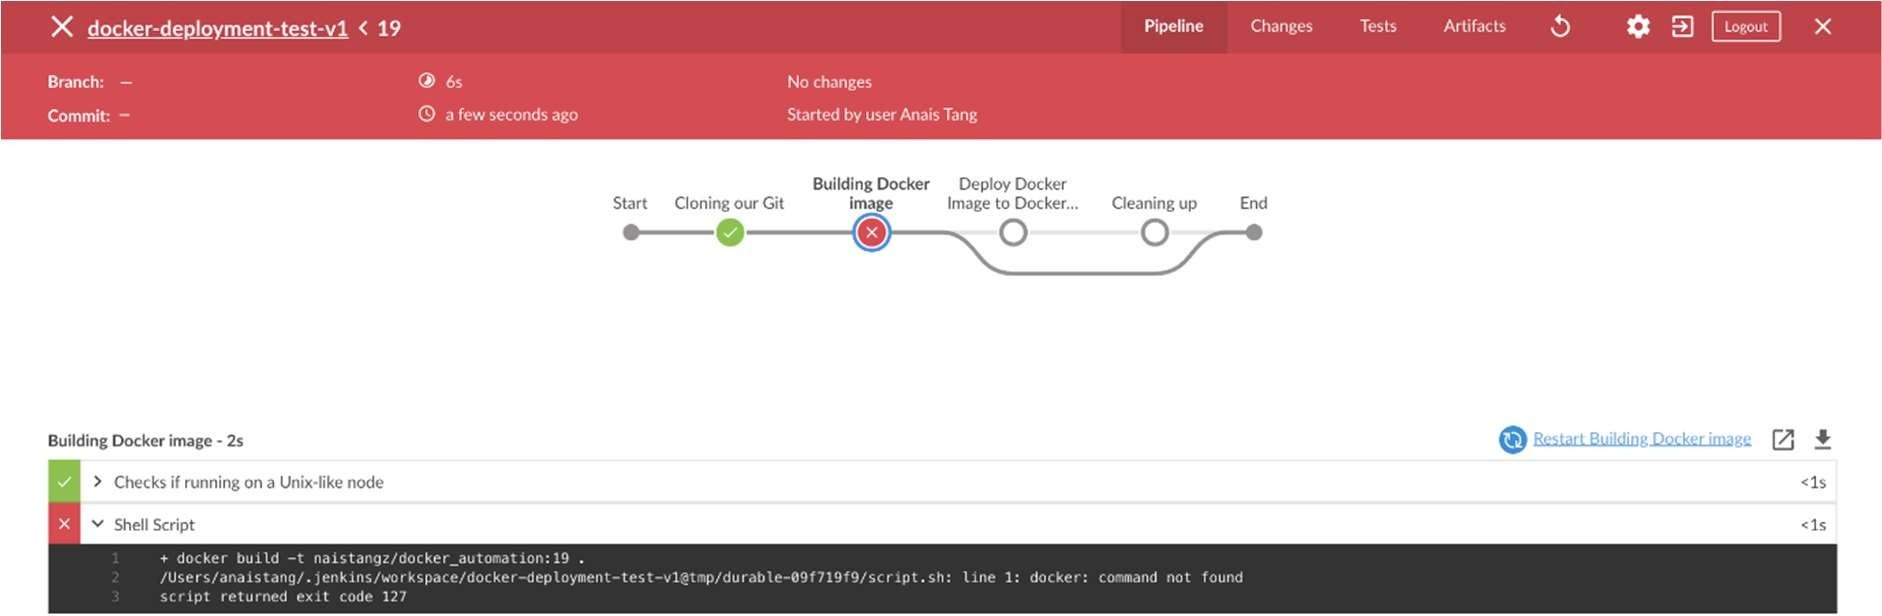 docker-deployment-test-v1 < 19
Pipeline
Changes
Tests
Artifacts
Logout
Branch: —
6s
No changes
Commit: —
a few seconds ago
Started by user Anais Tang
Start
Cloning our Git
Building Docker
image
Deploy Docker
Image to Docker...
Cleaning up
End
Building Docker image - 2s
Restart Building Docker image
Checks if running on a Unix-like node
<1s
Shell Script
<1s
1 + docker build -t naistangz/docker_automation:19 .
2 /Users/anaistang/.jenkins/workspace/docker-deployment-test-v1@tmp/durable-09f719f9/script.sh: line 1: docker: command not found
3 script returned exit code 127